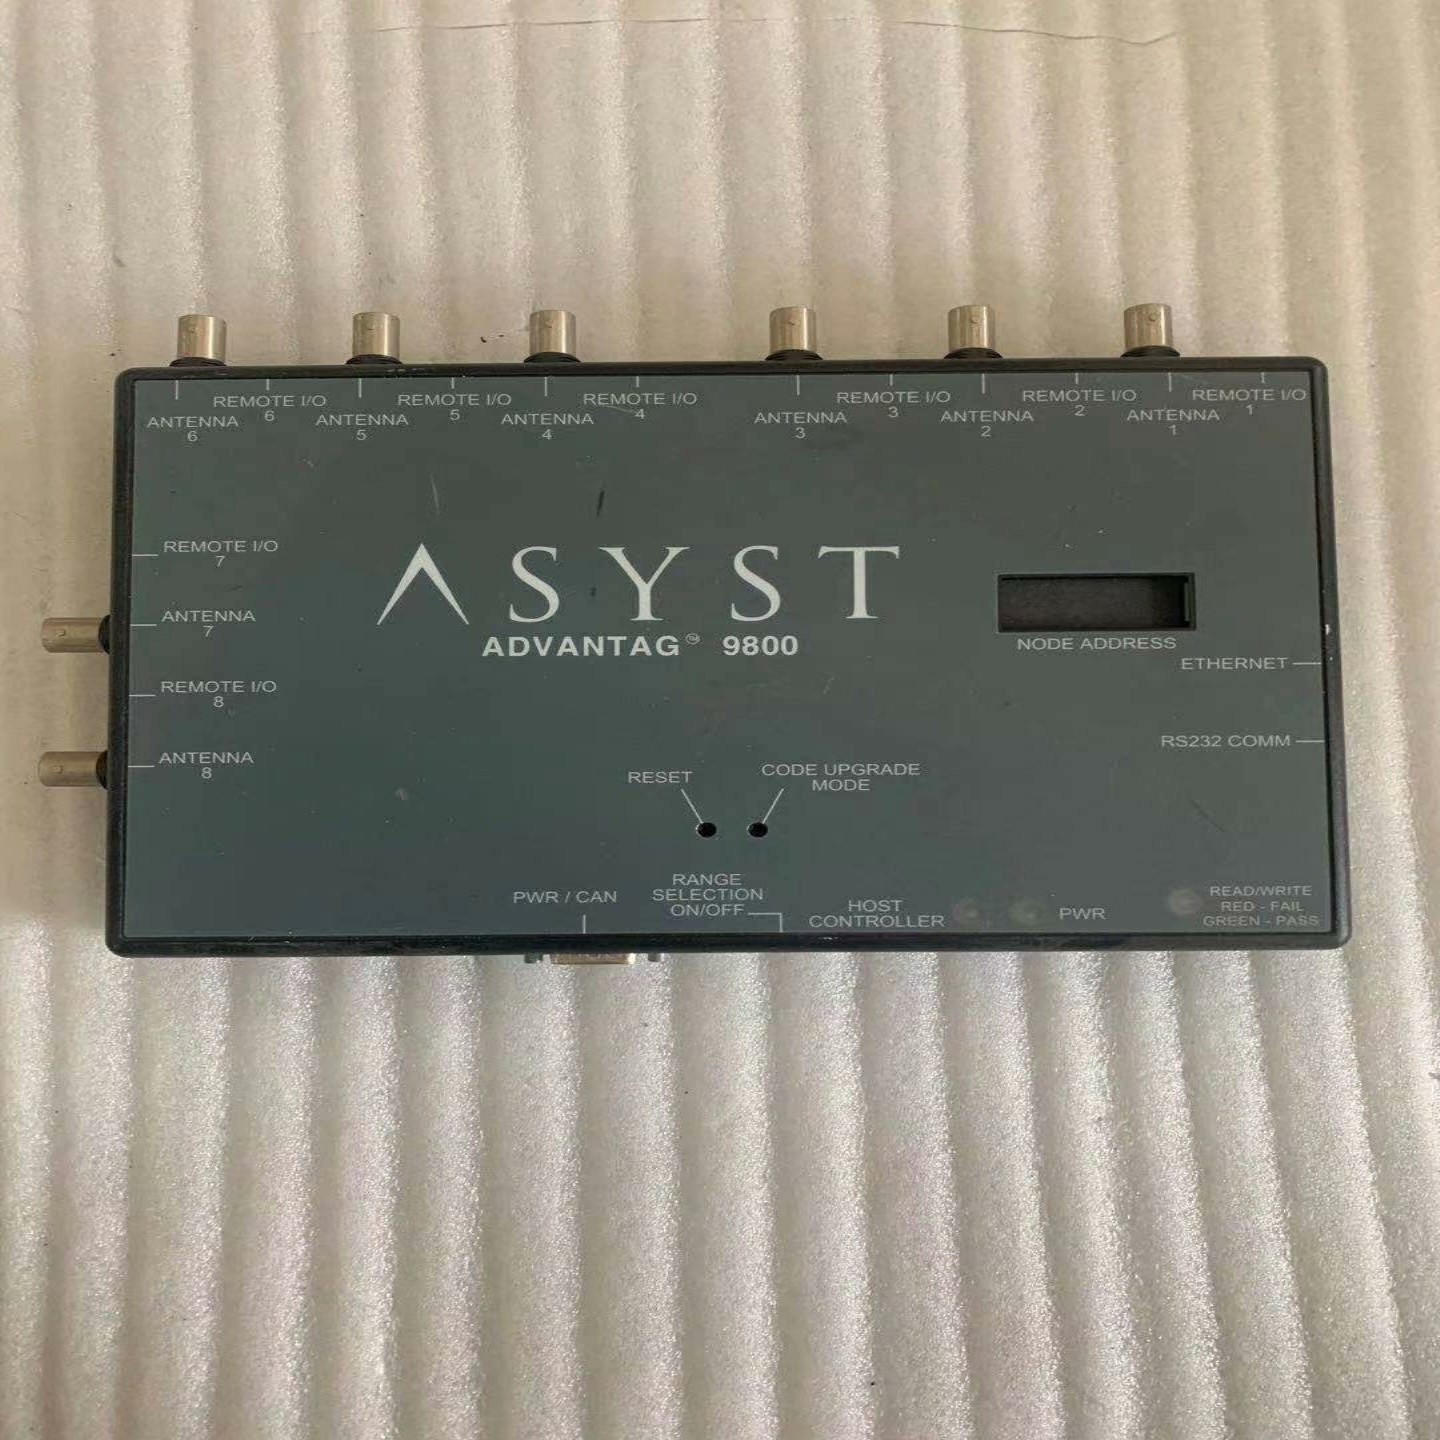 REMOTE I/O
6
ANTENNA
6
REMOTE I/O
5
ANTENNA
5
REMOTE I/O
4
ANTENNA
4
REMOTE I/O
3
ANTENNA
3
REMOTE I/O
2
ANTENNA
2
REMOTE I/O
1
ANTENNA
1
REMOTE I/O
7
ANTENNA
7
REMOTE I/O
8
ANTENNA
8
ASYST
ADVANTAG™ 9800
NODE ADDRESS
ETHERNET
RS232 COMM
RESET
CODE UPGRADE
MODE
PWR / CAN
RANGE
SELECTION
ON/OFF
HOST
CONTROLLER
PWR
READ/WRITE
RED - FAIL
GREEN - PASS